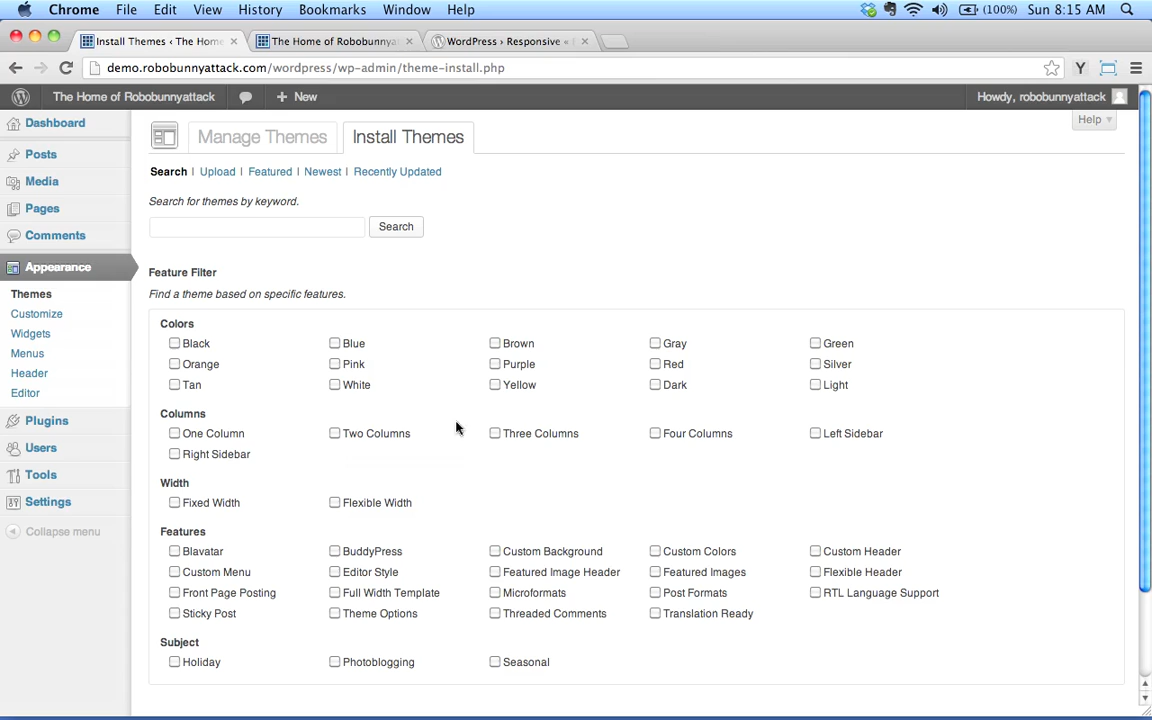 Chrome File Edit View History Bookmarks Window Help (100%) Sun 8:15 AM
Install Themes ‹ The Home The Home of Robobunnya WordPress › Responsive «
demo.robobunnyattack.com/wordpress/wp-admin/theme-install.php
The Home of Robobunnyattack + New Howdy, robobunnyattack
Help
Dashboard
Posts
Media
Pages
Comments
Appearance
Themes
Customize
Widgets
Menus
Header
Editor
Plugins
Users
Tools
Settings
Collapse menu
Manage Themes Install Themes
Search | Upload | Featured | Newest | Recently Updated
Search for themes by keyword.
Search
Feature Filter
Find a theme based on specific features.
Colors
Black Blue Brown Gray Green
Orange Pink Purple Red Silver
Tan White Yellow Dark Light
Columns
One Column Two Columns Three Columns Four Columns Left Sidebar
Right Sidebar
Width
Fixed Width Flexible Width
Features
Blavatar BuddyPress Custom Background Custom Colors Custom Header
Custom Menu Editor Style Featured Image Header Featured Images Flexible Header
Front Page Posting Full Width Template Microformats Post Formats RTL Language Support
Sticky Post Theme Options Threaded Comments Translation Ready
Subject
Holiday Photoblogging Seasonal